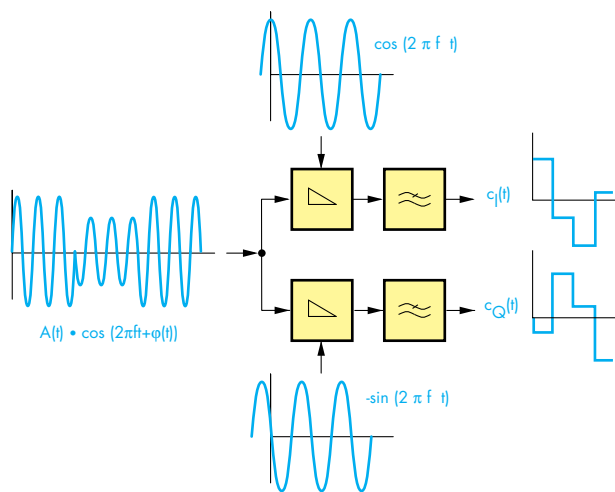 cos (2 π f t)
c_I(t)
A(t) • cos (2πft+φ(t))
c_Q(t)
-sin (2 π f t)